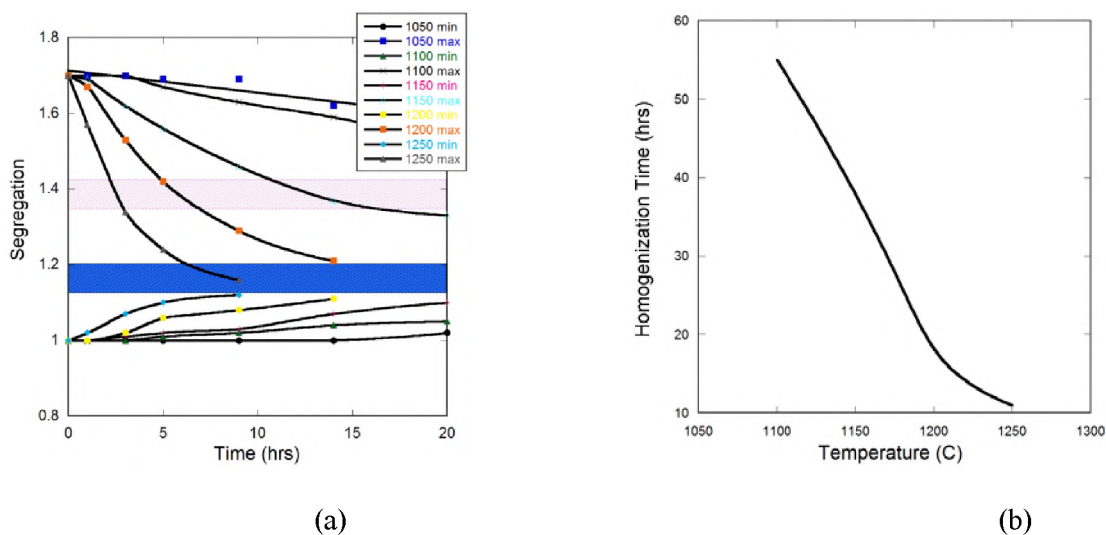 1050 min
1050 max
1100 min
1100 max
1150 min
1150 max
1200 min
1200 max
1250 min
1250 max
1.8
1.6
1.4
1.2
1
0.8
Segregation
0 5 10 15 20
Time (hrs)
(a)
60
50
40
30
20
10
Homogenization Time (hrs)
1050 1100 1150 1200 1250 1300
Temperature (C)
(b)